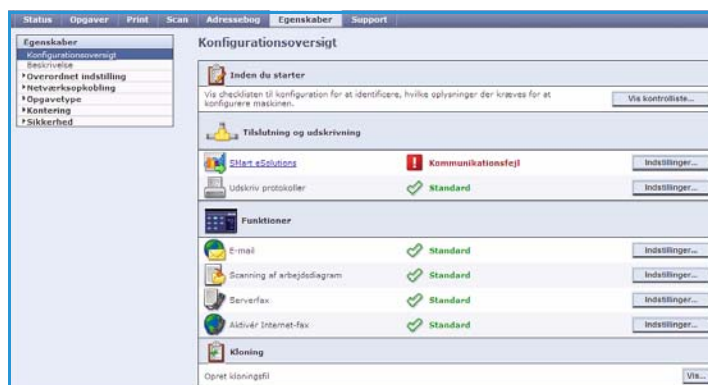 Status Opgaver Print Scan Adressebog Egenskaber Support
Egenskaber
Konfigurationsoversigt
Beskrivelse
Overordnet indstilling
Netværksopkobling
Opgavetype
Kontering
Sikkerhed
Konfigurationsoversigt
Inden du starter
Vis checklisten til konfiguration for at identificere, hvilke oplysninger der kræves for at
konfigurere maskinen.
Vis kontrolliste...
Tilslutning og udskrivning
SMart eSolutions Kommunikationsfejl Indstillinger...
Udskriv protokoller Standard Indstillinger...
Funktioner
E-mail Standard Indstillinger...
Scanning af arbejdsdiagram Standard Indstillinger...
Serverfax Standard Indstillinger...
Aktivér Internet-fax Standard Indstillinger...
Kloning
Opret kloningsfil Vis...